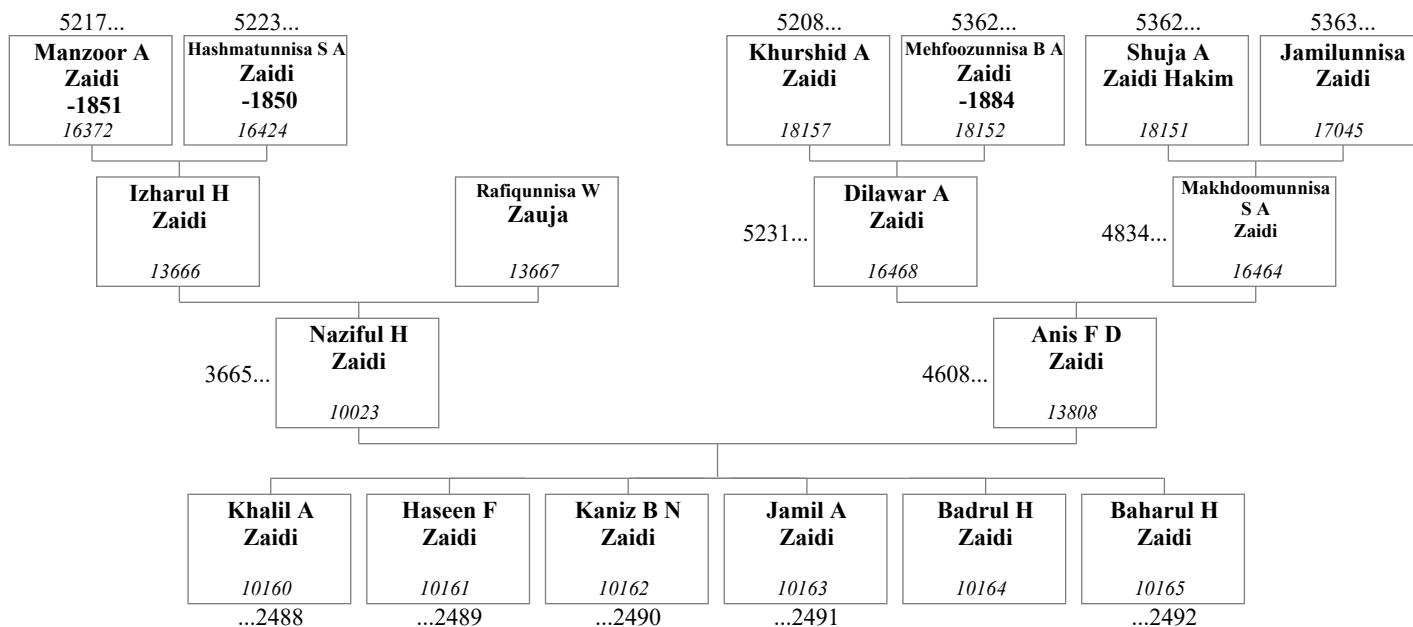 5217...
5223...
5208...
5362...
5362...
5363...
Manzoor A
Zaidi
-1851
16372
Hashmatunnisa S A
Zaidi
-1850
16424
Khurshid A
Zaidi
18157
Mehfoozunnisa B A
Zaidi
-1884
18152
Shuja A
Zaidi Hakim
18151
Jamilunnisa
Zaidi
17045
Izharul H
Zaidi
13666
Rafiqunnisa W
Zauja
13667
5231...
Dilawar A
Zaidi
16468
4834...
Makhdoomunnisa
S A
Zaidi
16464
3665...
Naziful H
Zaidi
10023
4608...
Anis F D
Zaidi
13808
Khalil A
Zaidi
10160
...2488
Haseen F
Zaidi
10161
...2489
Kaniz B N
Zaidi
10162
...2490
Jamil A
Zaidi
10163
...2491
Badrul H
Zaidi
10164
Baharul H
Zaidi
10165
...2492